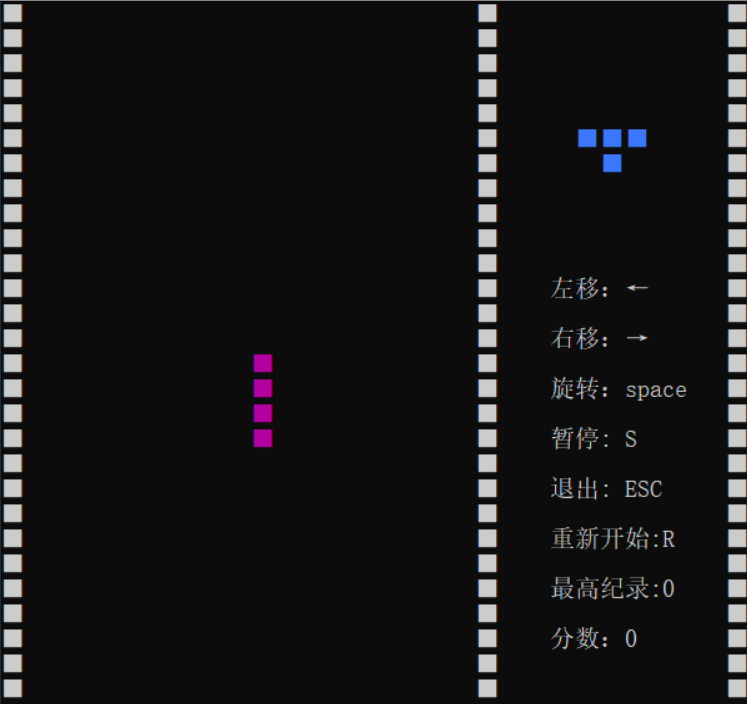 左移：←
右移：→
旋转：space
暂停: S
退出: ESC
重新开始:R
最高纪录:0
分数：0